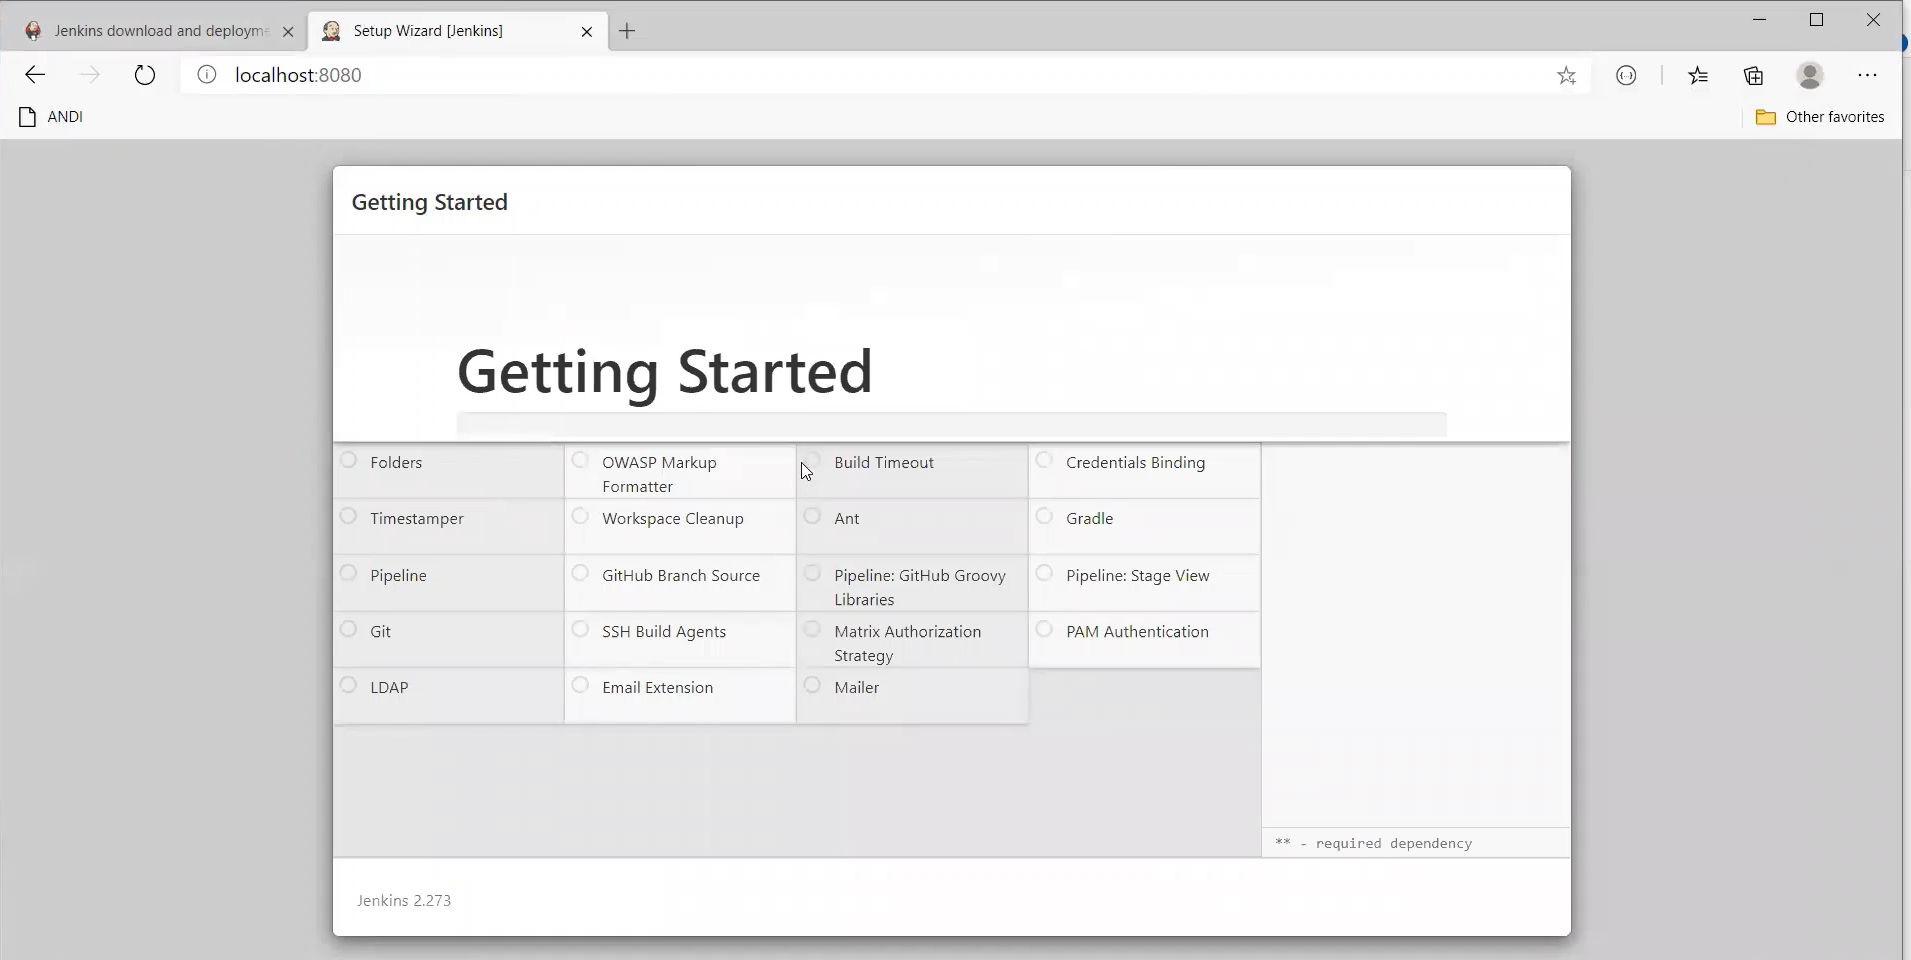 Jenkins download and deployme
Setup Wizard [Jenkins]
localhost:8080
ANDI
Other favorites
Getting Started
Getting Started
Folders
OWASP Markup
Formatter
Build Timeout
Credentials Binding
Timestamper
Workspace Cleanup
Ant
Gradle
Pipeline
GitHub Branch Source
Pipeline: GitHub Groovy
Libraries
Pipeline: Stage View
Git
SSH Build Agents
Matrix Authorization
Strategy
PAM Authentication
LDAP
Email Extension
Mailer
** - required dependency
Jenkins 2.273